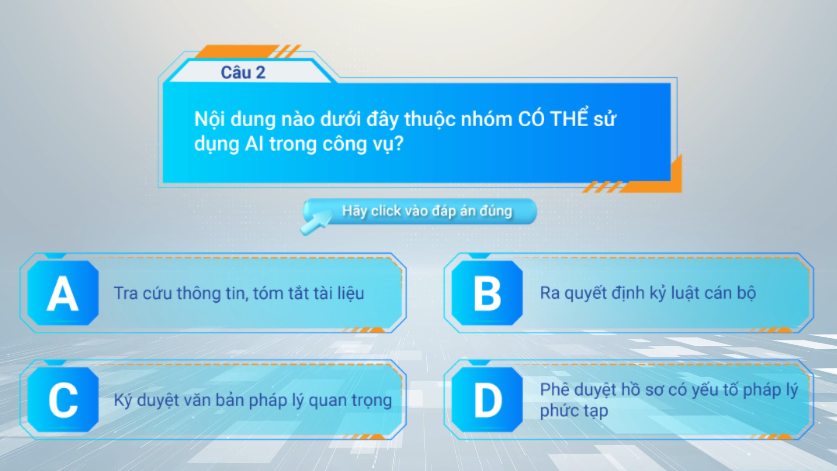 Câu 2
Nội dung nào dưới đây thuộc nhóm CÓ THỂ sử
dụng AI trong công vụ?
Hãy click vào đáp án đúng
A
Tra cứu thông tin, tóm tắt tài liệu
B
Ra quyết định kỷ luật cán bộ
C
Ký duyệt văn bản pháp lý quan trọng
D
Phê duyệt hồ sơ có yếu tố pháp lý
phức tạp